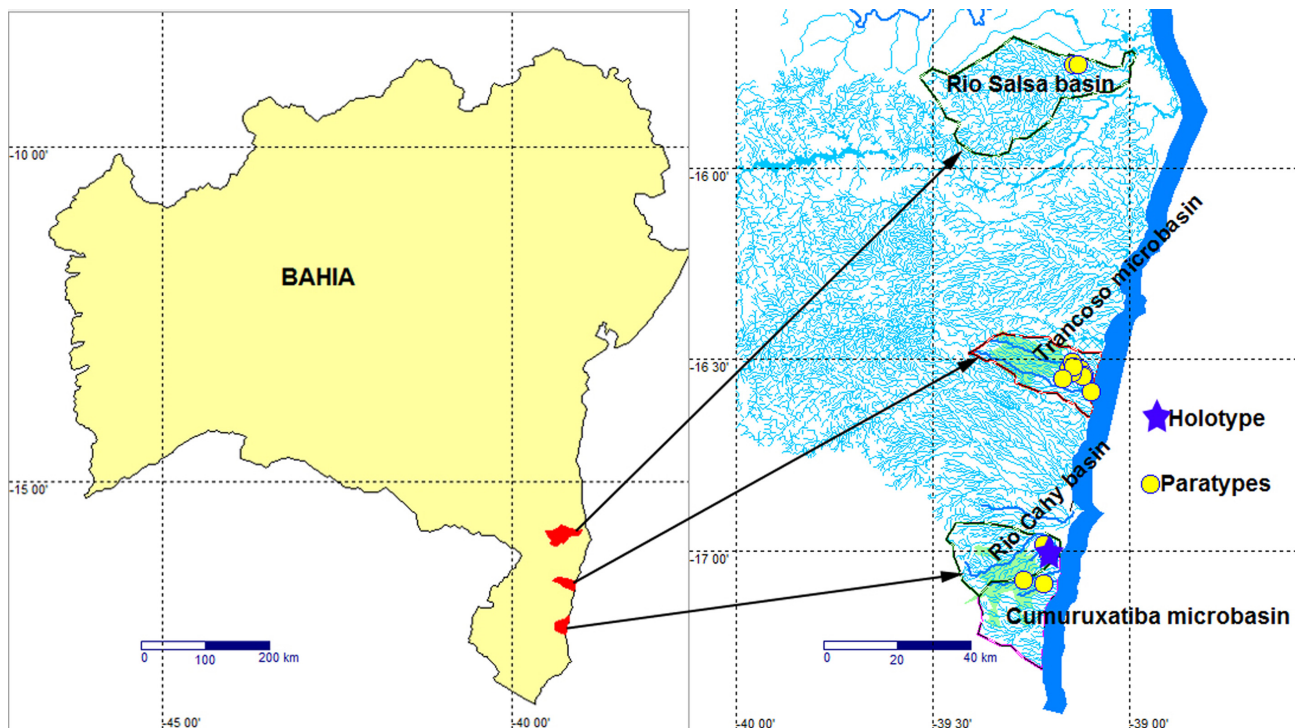 -10 00'
BAHIA
-15 00'
0 100 200 km
-45 00'
-40 00'
Rio Salsa basin
-16 00'
Trancoso microbasin
-16 30'
Holotype
Rio Cahy basin
Paratypes
-17 00'
Cumuruxatiba microbasin
0 20 40 km
-40 00'
-39 30'
-39 00'